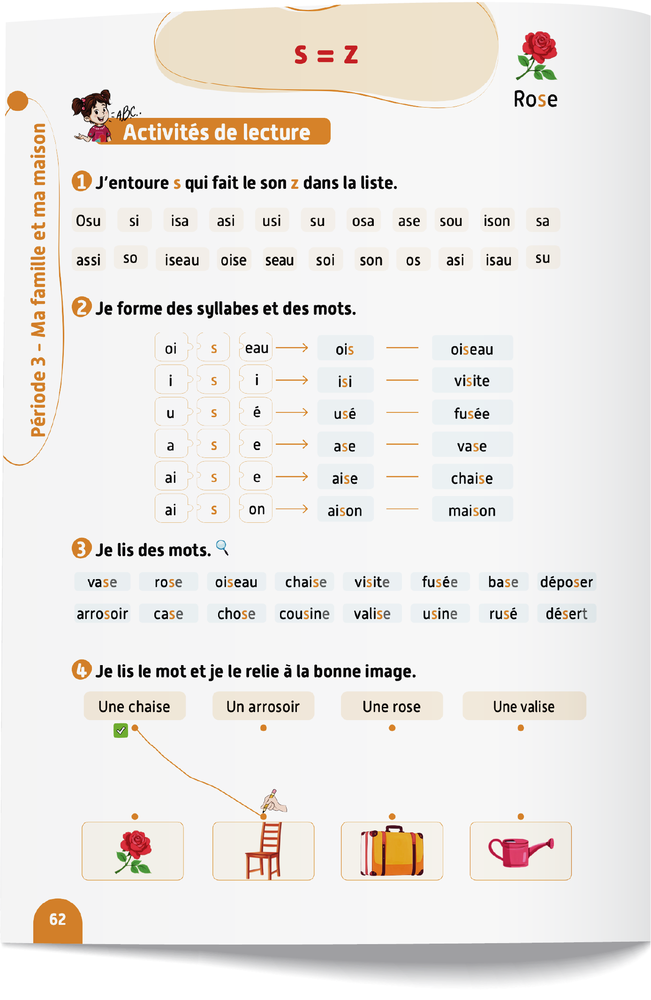 s = z
Rose
ABC..
Activités de lecture
Période 3 - Ma famille et ma maison
1 J'entoure s qui fait le son z dans la liste.
Osu si isa asi usi su osa ase sou ison sa
assi so iseau oise seau soi son os asi isau su
2 Je forme des syllabes et des mots.
oi s eau ois oiseau
i s i isi visite
u s é usé fusée
a s e ase vase
ai s e aise chaise
ai s on aison maison
3 Je lis des mots.
vase rose oiseau chaise visite fusée base déposer
arrosoir case chose cousine valise usine rusé désert
4 Je lis le mot et je le relie à la bonne image.
Une chaise Un arrosoir Une rose Une valise
62